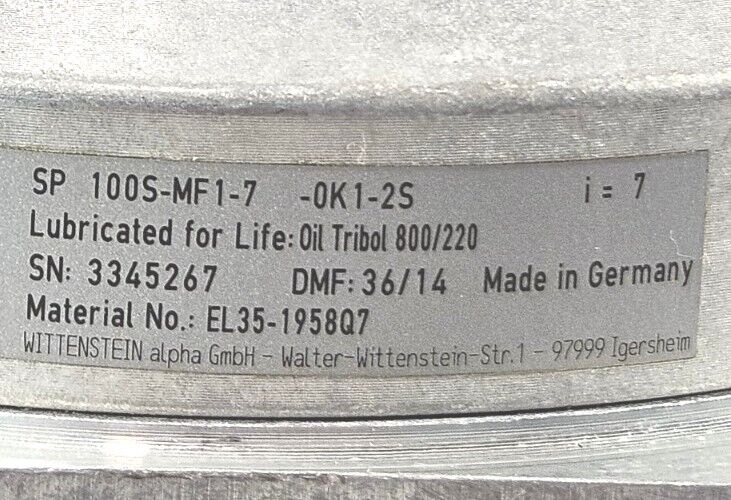 SP 100S-MF1-7 -0K1-2S i = 7
Lubricated for Life: Oil Tribol 800/220
SN: 3345267 DMF: 36/14 Made in Germany
Material No.: EL35-1958Q7
WITTENSTEIN alpha GmbH - Walter-Wittenstein-Str.1 - 97999 Igersheim